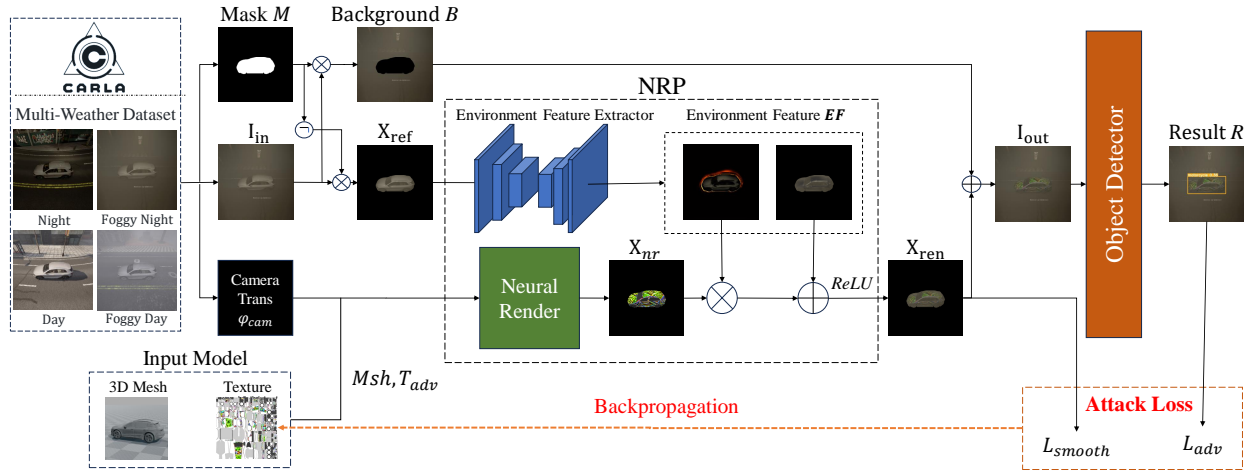 Mask M
Background B
CARLA
Multi-Weather Dataset
Night
Foggy Night
Day
Foggy Day
I_in
X_ref
¬
NRP
Environment Feature Extractor
Environment Feature EF
Camera
Trans
φ_cam
Neural
Render
X_nr
ReLU
X_ren
I_out
Object Detector
Result R
Input Model
3D Mesh
Texture
Msh, T_adv
Backpropagation
Attack Loss
L_smooth
L_adv